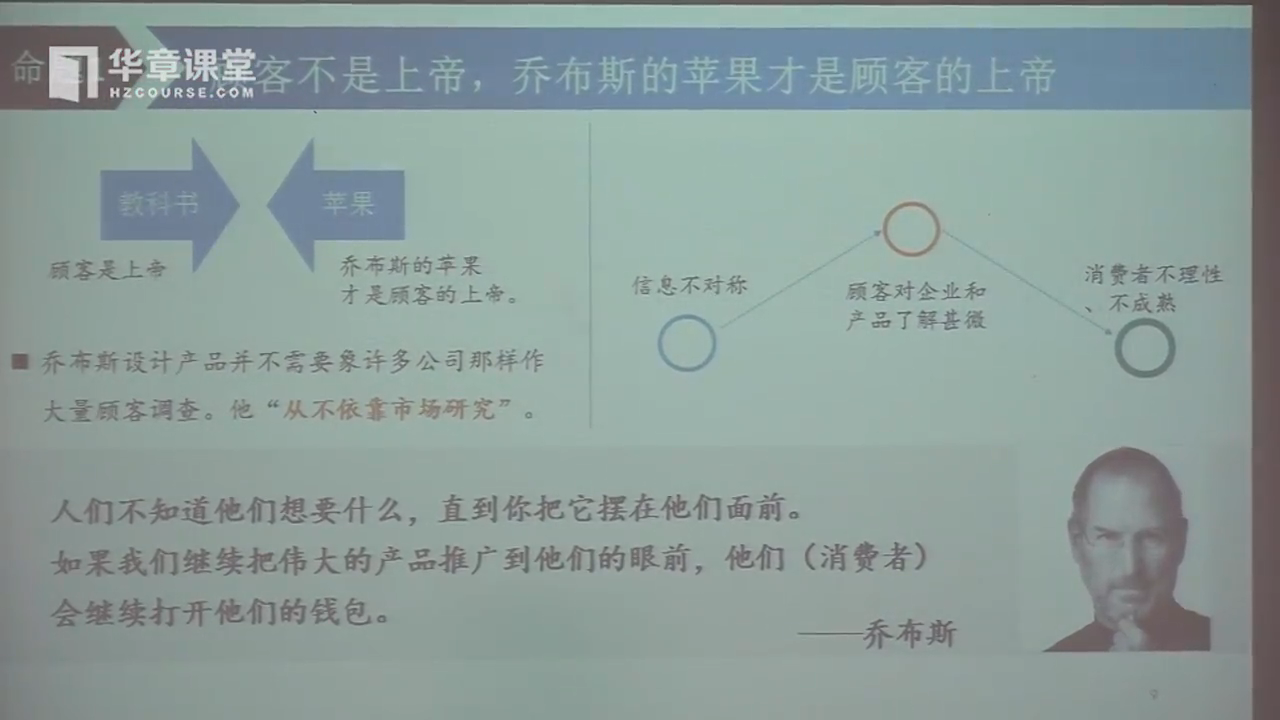 华章课堂
HZCOURSE.COM
命
客不是上帝，乔布斯的苹果才是顾客的上帝
教科书
苹果
顾客是上帝
乔布斯的苹果
才是顾客的上帝。
信息不对称
顾客对企业和
产品了解甚微
消费者不理性
、不成熟
乔布斯设计产品并不需要象许多公司那样作
大量顾客调查。他“从不依靠市场研究”。
人们不知道他们想要什么，直到你把它摆在他们面前。
如果我们继续把伟大的产品推广到他们的眼前，他们（消费者）
会继续打开他们的钱包。
——乔布斯
9